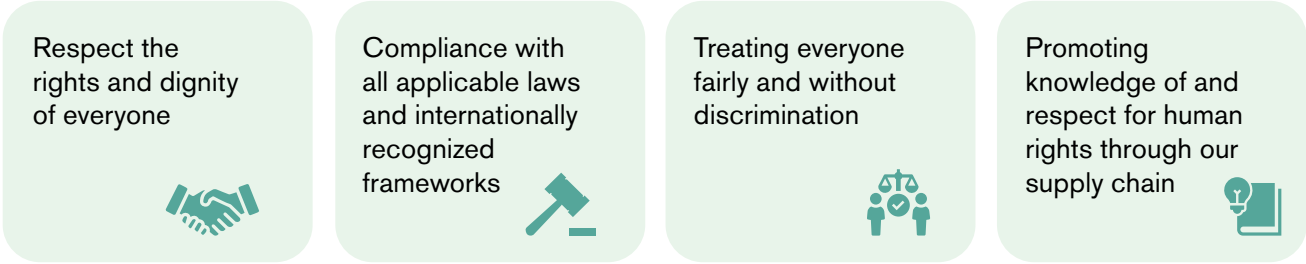 Respect the
rights and dignity
of everyone
Compliance with
all applicable laws
and internationally
recognized
frameworks
Treating everyone
fairly and without
discrimination
Promoting
knowledge of and
respect for human
rights through our
supply chain